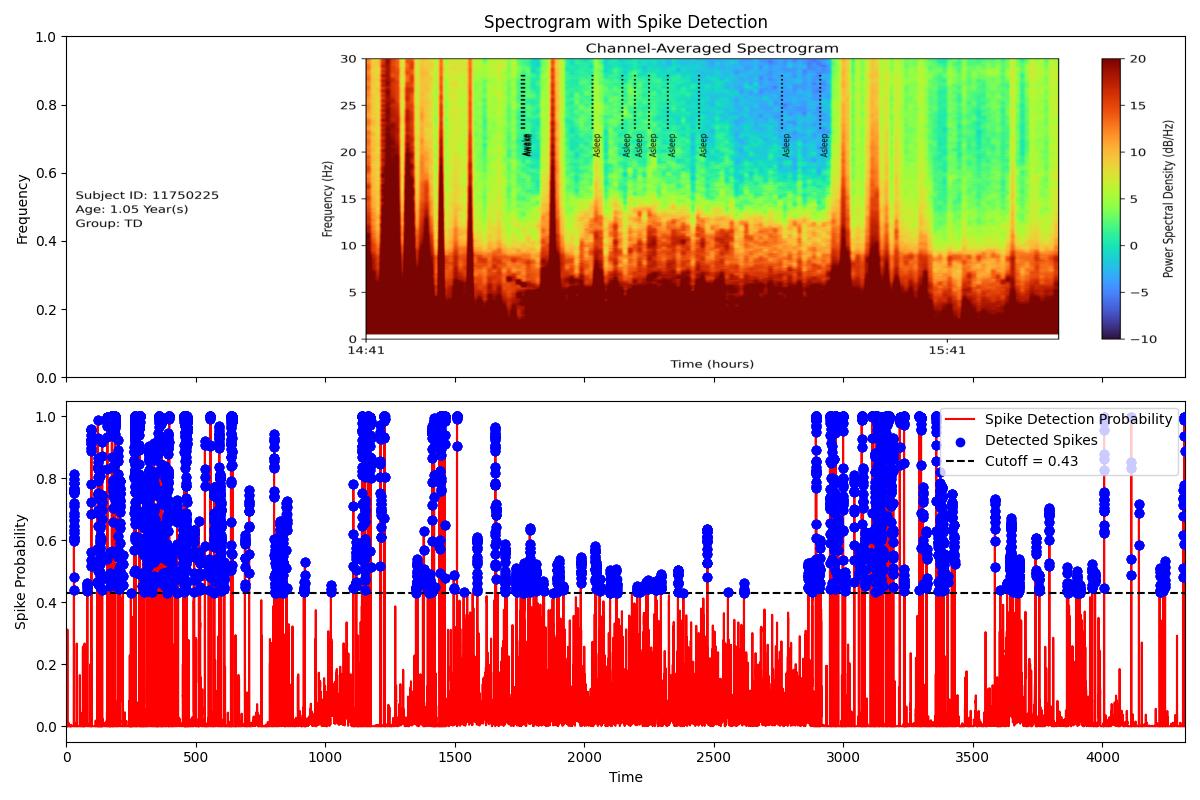 Spectrogram with Spike Detection
Channel-Averaged Spectrogram
1.0
0.8
0.6
0.4
0.2
0.0
Frequency
Subject ID: 11750225
Age: 1.05 Year(s)
Group: TD
30
25
20
15
10
5
0
Frequency (Hz)
Awake
Asleep
Asleep
Asleep
Asleep
Asleep
Asleep
Asleep
Asleep
14:41
15:41
Time (hours)
20
15
10
5
0
−5
−10
Power Spectral Density (dB/Hz)
1.0
0.8
0.6
0.4
0.2
0.0
Spike Probability
Spike Detection Probability
Detected Spikes
Cutoff = 0.43
0
500
1000
1500
2000
2500
3000
3500
4000
Time